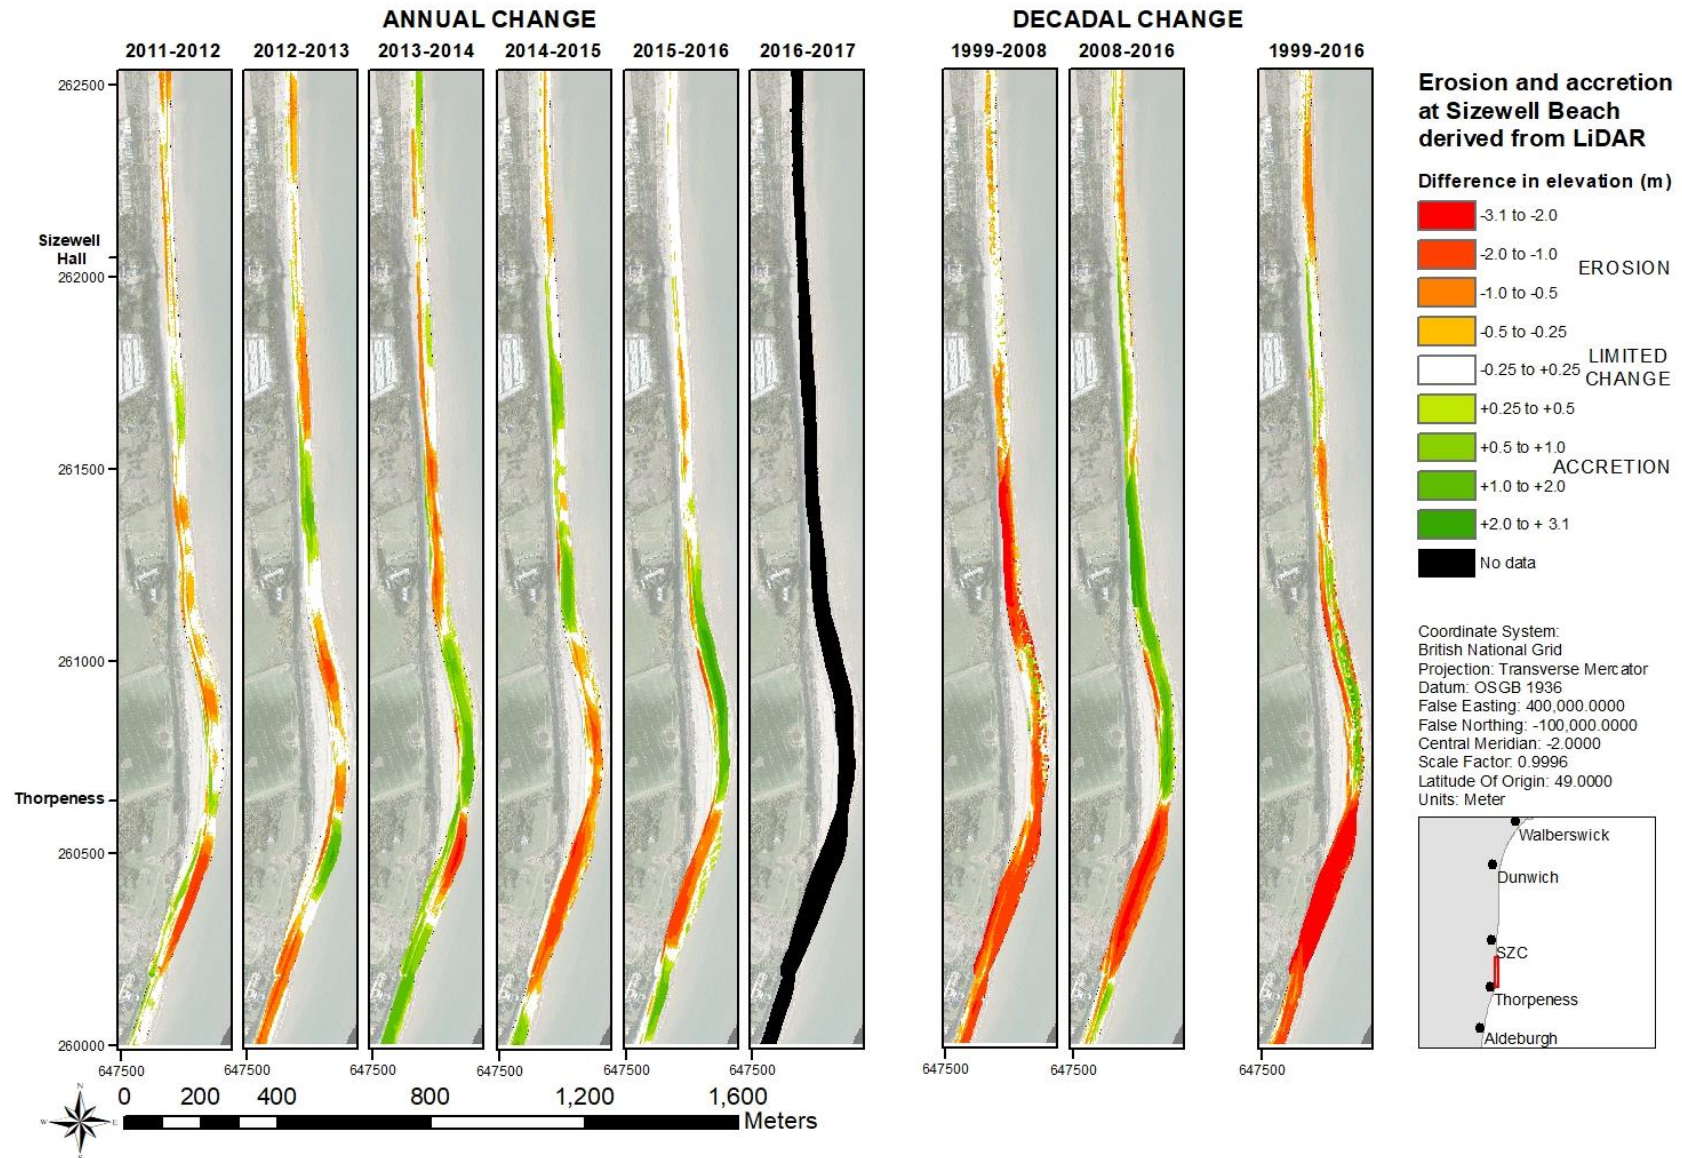 ANNUAL CHANGE
DECADAL CHANGE
2011-2012
2012-2013
2013-2014
2014-2015
2015-2016
2016-2017
1999-2008
2008-2016
1999-2016
262500
Sizewell
Hall
262000
261500
261000
Thorpeness
260500
260000
647500
647500
647500
647500
647500
647500
647500
647500
647500
Erosion and accretion
at Sizewell Beach
derived from LiDAR
Difference in elevation (m)
-3.1 to -2.0
-2.0 to -1.0
EROSION
-1.0 to -0.5
-0.5 to -0.25
LIMITED
-0.25 to +0.25
CHANGE
+0.25 to +0.5
+0.5 to +1.0
ACCRETION
+1.0 to +2.0
+2.0 to + 3.1
No data
Coordinate System:
British National Grid
Projection: Transverse Mercator
Datum: OSGB 1936
False Easting: 400,000.0000
False Northing: -100,000.0000
Central Meridian: -2.0000
Scale Factor: 0.9996
Latitude Of Origin: 49.0000
Units: Meter
Walberswick
Dunwich
SZC
Thorpeness
Aldeburgh
N
W
E
S
0 200 400 800 1,200 1,600
Meters